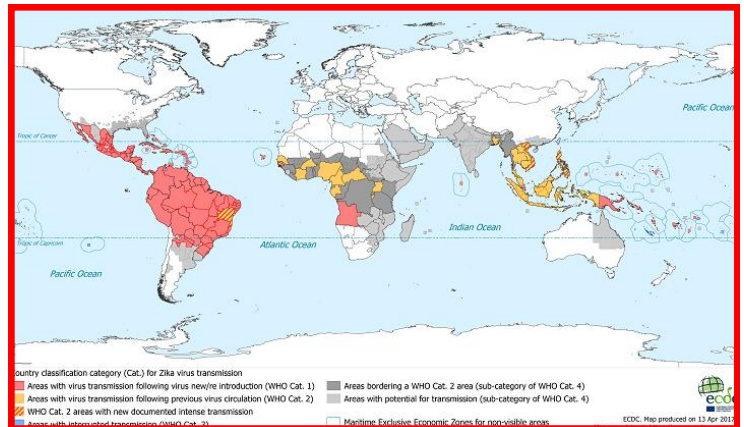 Pacific Ocean
Tropic of Cancer
Indian Ocean
Atlantic Ocean
Tropic of Capricorn
Pacific Ocean
ountry classification category (Cat.) for Zika virus transmission
Areas with virus transmission following virus new/re introduction (WHO Cat. 1)
Areas with virus transmission following previous virus circulation (WHO Cat. 2)
WHO Cat. 2 areas with new documented intense transmission
Areas with interrupted transmission (WHO Cat. 3)
Areas bordering a WHO Cat. 2 area (sub-category of WHO Cat. 4)
Areas with potential for transmission (sub-category of WHO Cat. 4)
Maritime Exclusive Economic Zones for non-visible areas
ecdc
ECDC. Map produced on 13 Apr 2017